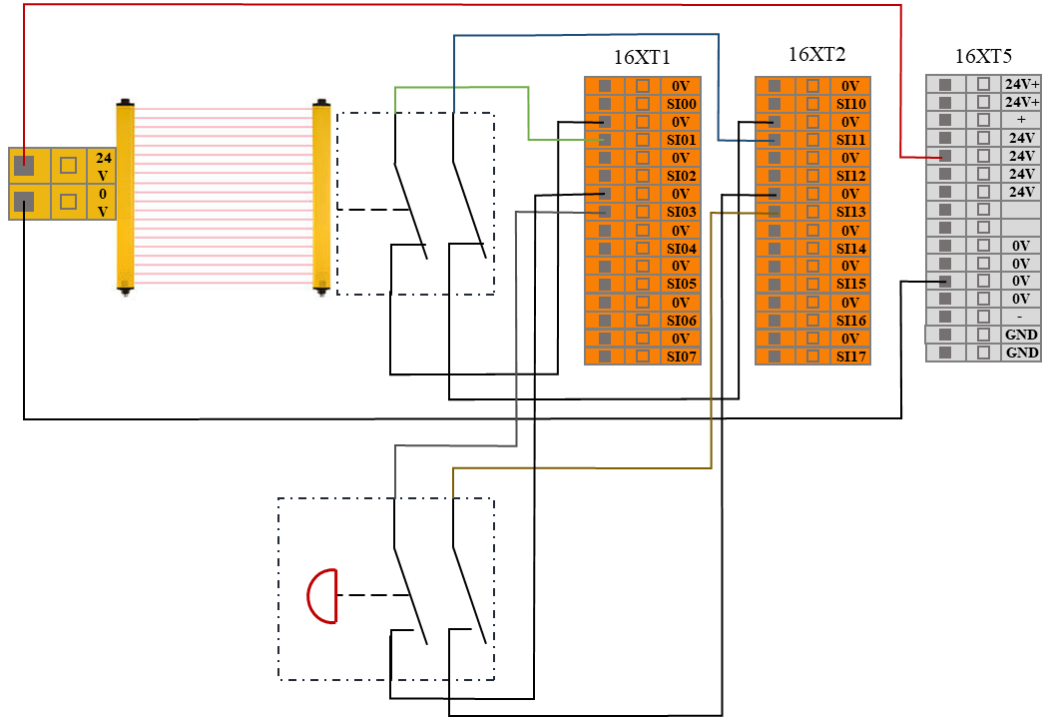 16XT1
16XT2
16XT5
24
V
0
V
0V
SI00
0V
SI01
0V
SI02
0V
SI03
0V
SI04
0V
SI05
0V
SI06
0V
SI07
0V
SI10
0V
SI11
0V
SI12
0V
SI13
0V
SI14
0V
SI15
0V
SI16
0V
SI17
24V+
24V+
+
24V
24V
24V
24V
0V
0V
0V
0V
-
GND
GND